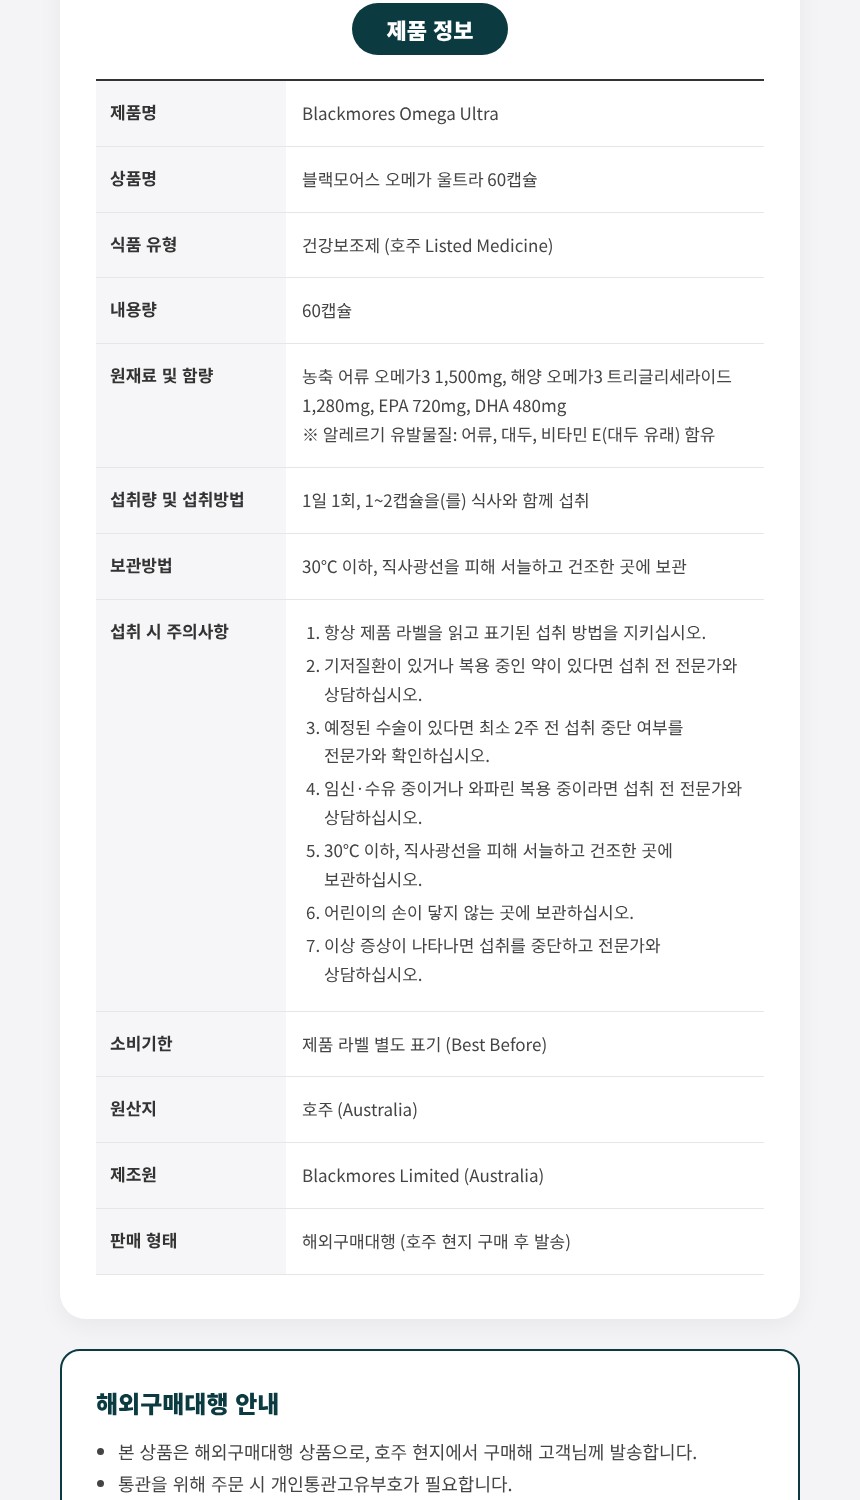 제품 정보
제품명
Blackmores Omega Ultra
상품명
블랙모어스 오메가 울트라 60캡슐
식품 유형
건강보조제 (호주 Listed Medicine)
내용량
60캡슐
원재료 및 함량
농축 어류 오메가3 1,500mg, 해양 오메가3 트리글리세라이드
1,280mg, EPA 720mg, DHA 480mg
※ 알레르기 유발물질: 어류, 대두, 비타민 E(대두 유래) 함유
섭취량 및 섭취방법
1일 1회, 1~2캡슐을(를) 식사와 함께 섭취
보관방법
30°C 이하, 직사광선을 피해 서늘하고 건조한 곳에 보관
섭취 시 주의사항
1. 항상 제품 라벨을 읽고 표기된 섭취 방법을 지키십시오.
2. 기저질환이 있거나 복용 중인 약이 있다면 섭취 전 전문가와
상담하십시오.
3. 예정된 수술이 있다면 최소 2주 전 섭취 중단 여부를
전문가와 확인하십시오.
4. 임신·수유 중이거나 와파린 복용 중이라면 섭취 전 전문가와
상담하십시오.
5. 30°C 이하, 직사광선을 피해 서늘하고 건조한 곳에
보관하십시오.
6. 어린이의 손이 닿지 않는 곳에 보관하십시오.
7. 이상 증상이 나타나면 섭취를 중단하고 전문가와
상담하십시오.
소비기한
제품 라벨 별도 표기 (Best Before)
원산지
호주 (Australia)
제조원
Blackmores Limited (Australia)
판매 형태
해외구매대행 (호주 현지 구매 후 발송)
해외구매대행 안내
• 본 상품은 해외구매대행 상품으로, 호주 현지에서 구매해 고객님께 발송합니다.
• 통관을 위해 주문 시 개인통관고유부호가 필요합니다.